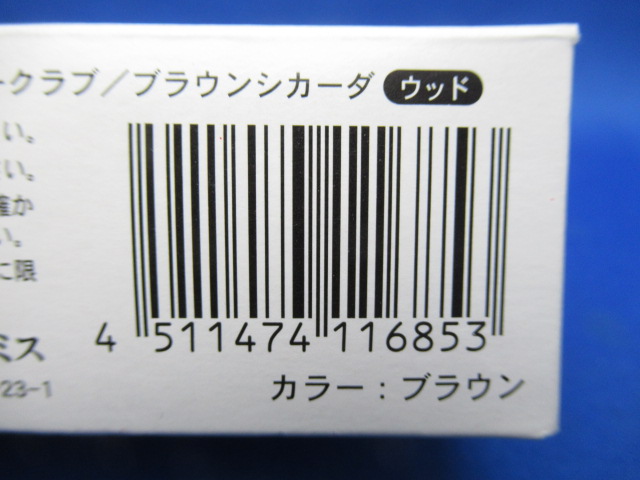 ークラブ／ブラウンシカーダ ウッド
い。
さい。
確か
い。
に限
ミス
23-1
4 511474 116853
カラー：ブラウン